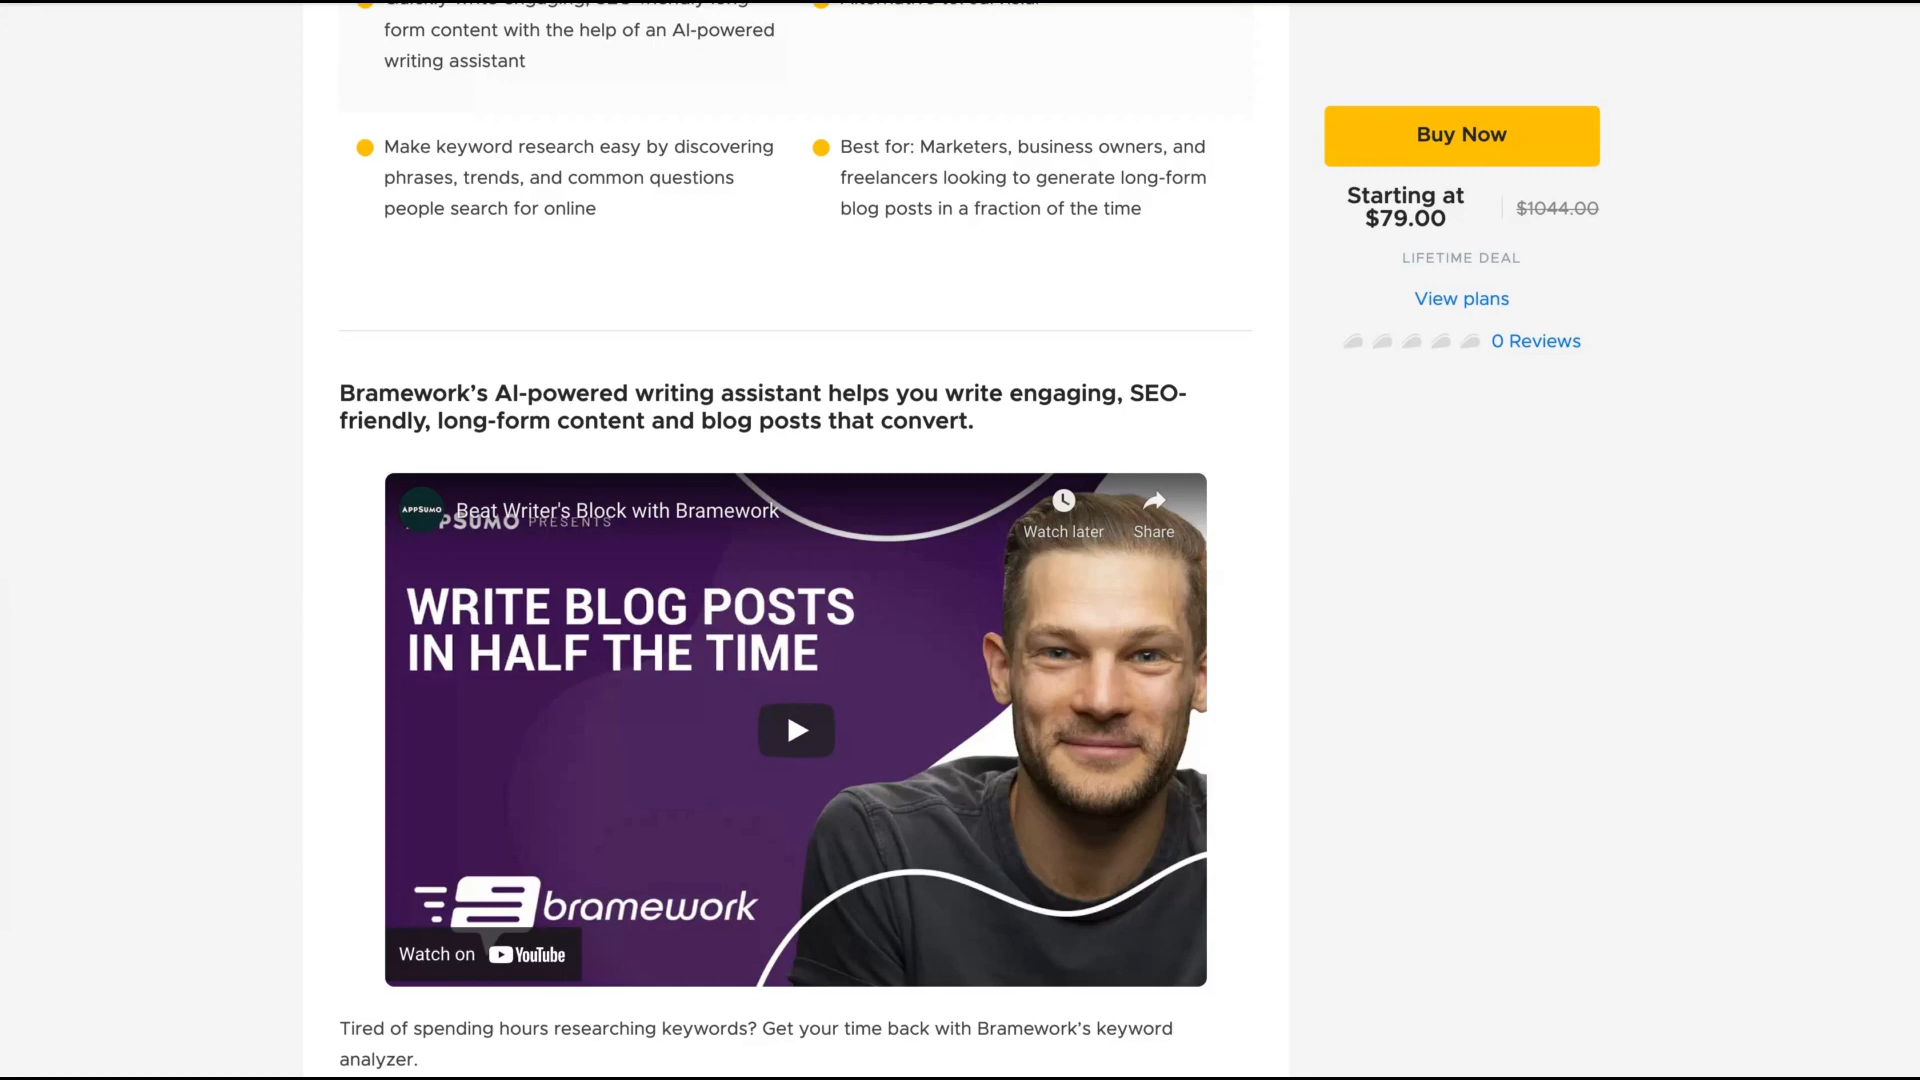 form content with the help of an AI-powered
writing assistant
Make keyword research easy by discovering
phrases, trends, and common questions
people search for online
Best for: Marketers, business owners, and
freelancers looking to generate long-form
blog posts in a fraction of the time
Buy Now
Starting at
$79.00
$1044.00
LIFETIME DEAL
View plans
0 Reviews
Bramework’s AI-powered writing assistant helps you write engaging, SEO-
friendly, long-form content and blog posts that convert.
APPSUMO
Beat Writer's Block with Bramework
PRESENTS
Watch later
Share
WRITE BLOG POSTS
IN HALF THE TIME
bramework
Watch on YouTube
Tired of spending hours researching keywords? Get your time back with Bramework’s keyword
analyzer.